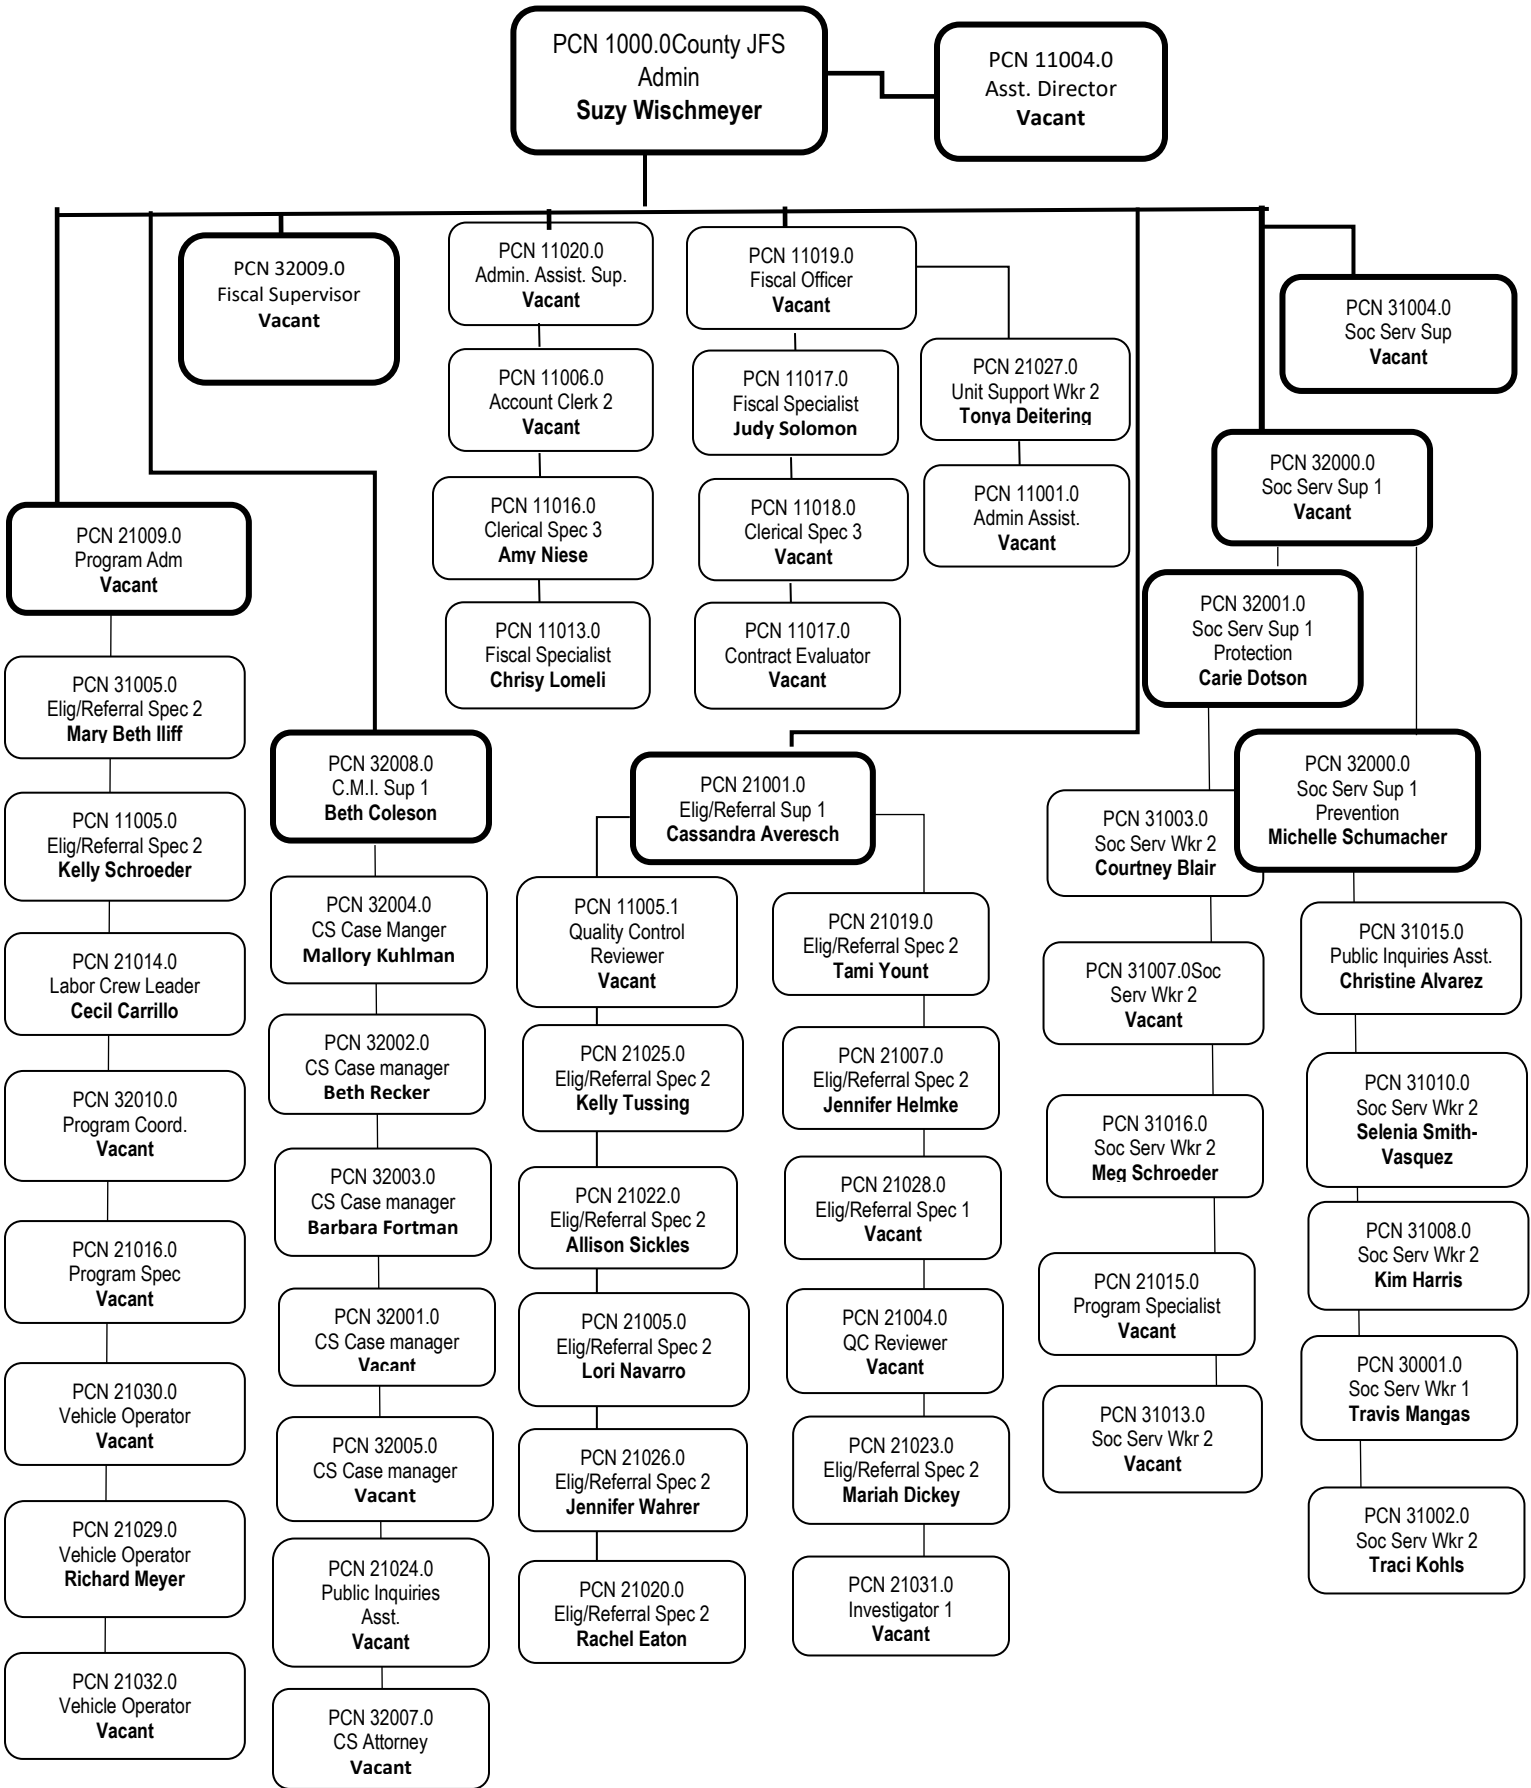 PCN 1000.0County JFS
Admin
Suzy Wischmeyer
PCN 11004.0
Asst. Director
Vacant
PCN 32009.0
Fiscal Supervisor
Vacant
PCN 11020.0
Admin. Assist. Sup.
Vacant
PCN 11019.0
Fiscal Officer
Vacant
PCN 31004.0
Soc Serv Sup
Vacant
PCN 11006.0
Account Clerk 2
Vacant
PCN 11017.0
Fiscal Specialist
Judy Solomon
PCN 21027.0
Unit Support Wkr 2
Tonya Deitering
PCN 32000.0
Soc Serv Sup 1
Vacant
PCN 11016.0
Clerical Spec 3
Amy Niese
PCN 11018.0
Clerical Spec 3
Vacant
PCN 11001.0
Admin Assist.
Vacant
PCN 21009.0
Program Adm
Vacant
PCN 11013.0
Fiscal Specialist
Chrisy Lomeli
PCN 11017.0
Contract Evaluator
Vacant
PCN 32001.0
Soc Serv Sup 1
Protection
Carie Dotson
PCN 31005.0
Elig/Referral Spec 2
Mary Beth Iliff
PCN 11005.0
Elig/Referral Spec 2
Kelly Schroeder
PCN 21014.0
Labor Crew Leader
Cecil Carrillo
PCN 32010.0
Program Coord.
Vacant
PCN 21016.0
Program Spec
Vacant
PCN 21030.0
Vehicle Operator
Vacant
PCN 21029.0
Vehicle Operator
Richard Meyer
PCN 21032.0
Vehicle Operator
Vacant
PCN 32008.0
C.M.I. Sup 1
Beth Coleson
PCN 32004.0
CS Case Manger
Mallory Kuhlman
PCN 32002.0
CS Case manager
Beth Recker
PCN 32003.0
CS Case manager
Barbara Fortman
PCN 32001.0
CS Case manager
Vacant
PCN 32005.0
CS Case manager
Vacant
PCN 21024.0
Public Inquiries
Asst.
Vacant
PCN 32007.0
CS Attorney
Vacant
PCN 21001.0
Elig/Referral Sup 1
Cassandra Averesch
PCN 11005.1
Quality Control
Reviewer
Vacant
PCN 21025.0
Elig/Referral Spec 2
Kelly Tussing
PCN 21022.0
Elig/Referral Spec 2
Allison Sickles
PCN 21005.0
Elig/Referral Spec 2
Lori Navarro
PCN 21026.0
Elig/Referral Spec 2
Jennifer Wahrer
PCN 21020.0
Elig/Referral Spec 2
Rachel Eaton
PCN 21019.0
Elig/Referral Spec 2
Tami Yount
PCN 21007.0
Elig/Referral Spec 2
Jennifer Helmke
PCN 21028.0
Elig/Referral Spec 1
Vacant
PCN 21004.0
QC Reviewer
Vacant
PCN 21023.0
Elig/Referral Spec 2
Mariah Dickey
PCN 21031.0
Investigator 1
Vacant
PCN 31003.0
Soc Serv Wkr 2
Courtney Blair
PCN 31007.0Soc
Serv Wkr 2
Vacant
PCN 31016.0
Soc Serv Wkr 2
Meg Schroeder
PCN 21015.0
Program Specialist
Vacant
PCN 31013.0
Soc Serv Wkr 2
Vacant
PCN 32000.0
Soc Serv Sup 1
Prevention
Michelle Schumacher
PCN 31015.0
Public Inquiries Asst.
Christine Alvarez
PCN 31010.0
Soc Serv Wkr 2
Selenia Smith-
Vasquez
PCN 31008.0
Soc Serv Wkr 2
Kim Harris
PCN 30001.0
Soc Serv Wkr 1
Travis Mangas
PCN 31002.0
Soc Serv Wkr 2
Traci Kohls